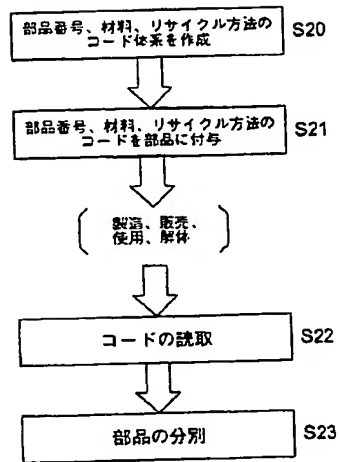 部品番号、材料、リサイクル方法の
コード体系を作成
S20
部品番号、材料、リサイクル方法の
コードを部品に付与
S21
製造、販売、
使用、解体
コードの読取
S22
部品の分別
S23